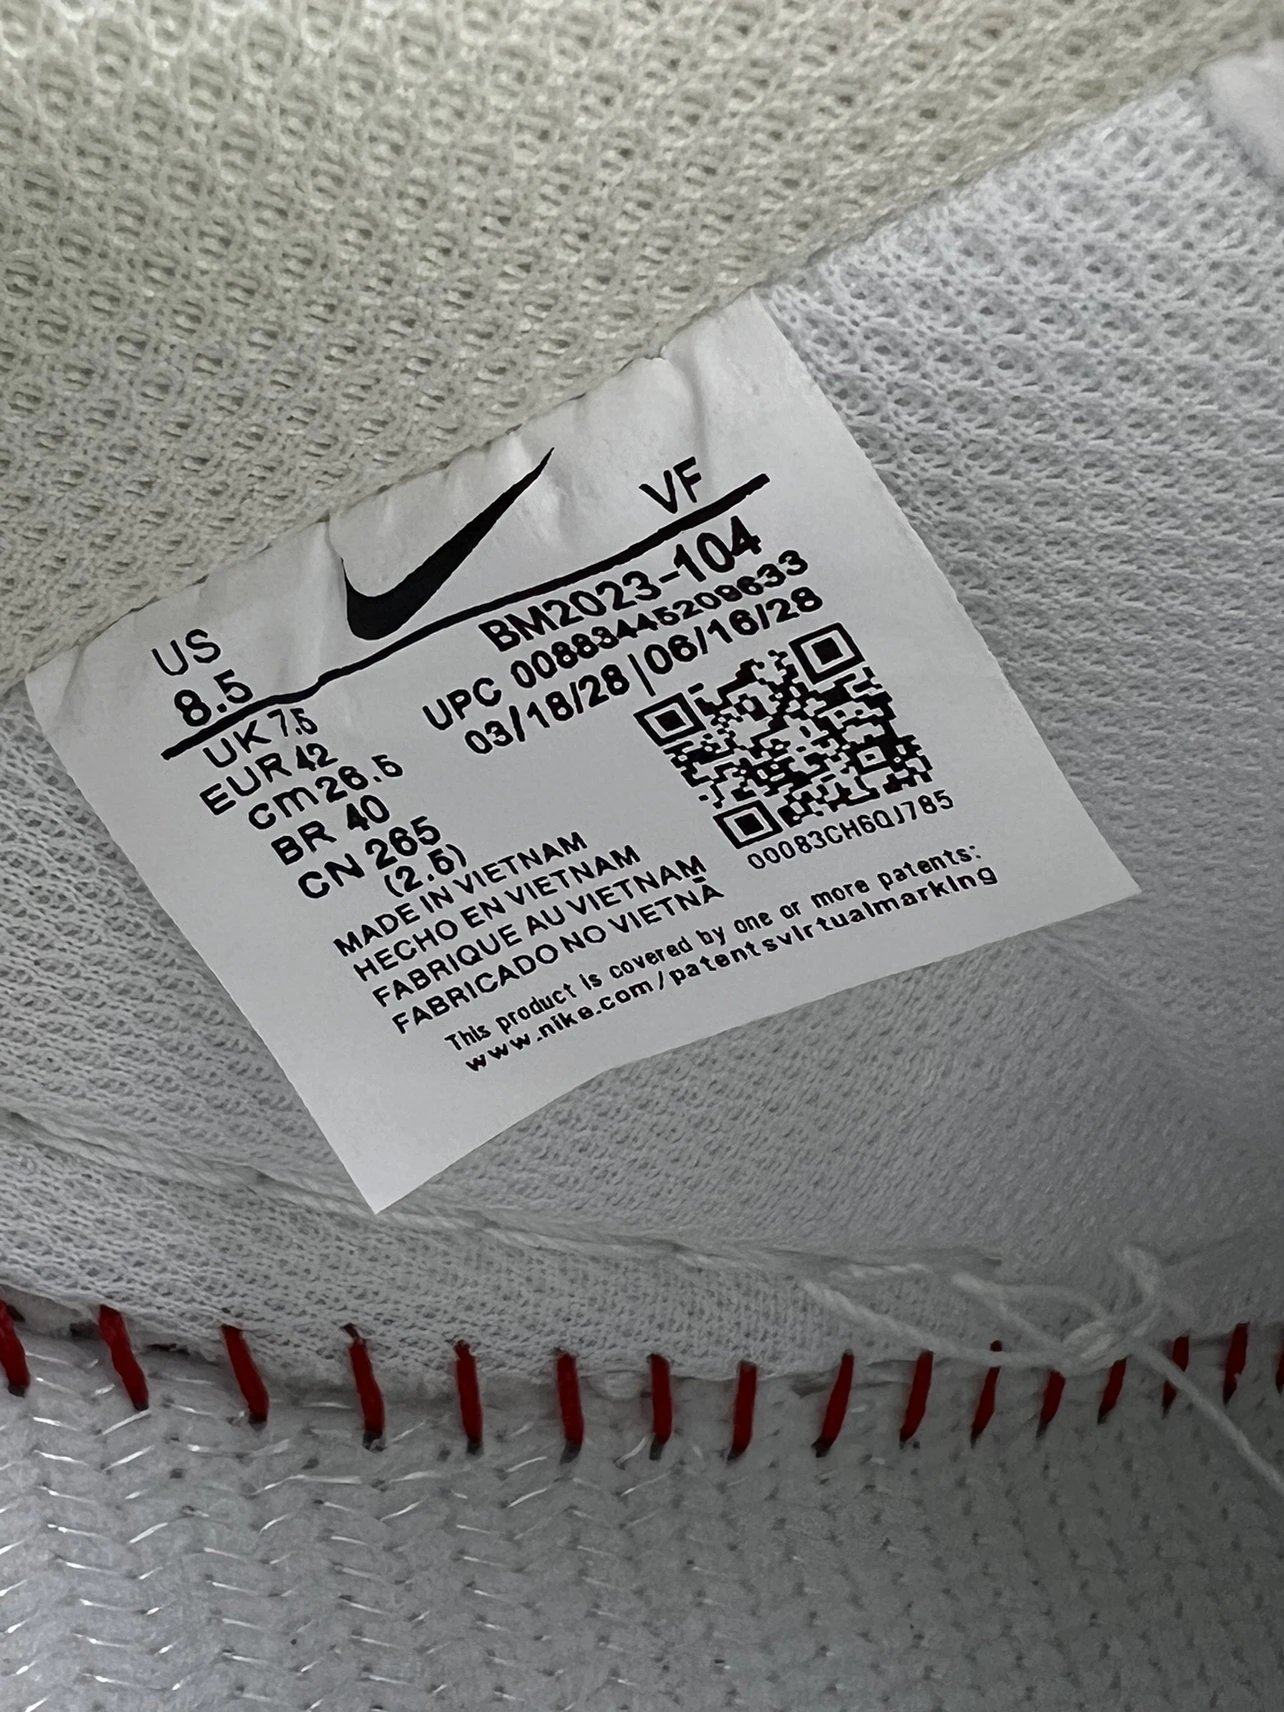 US
8.5
VF
BM2023-104
UPC 00883445209633
03/18/28 | 06/16/28
UK 7.5
EUR 42
cm 26.5
BR 40
CN 265
(2.5)
00083CH6QJ785
MADE IN VIETNAM
HECHO EN VIETNAM
FABRIQUE AU VIETNAM
FABRICADO NO VIETNÃ
This product is covered by one or more patents:
www.nike.com/patentsvirtualmarking